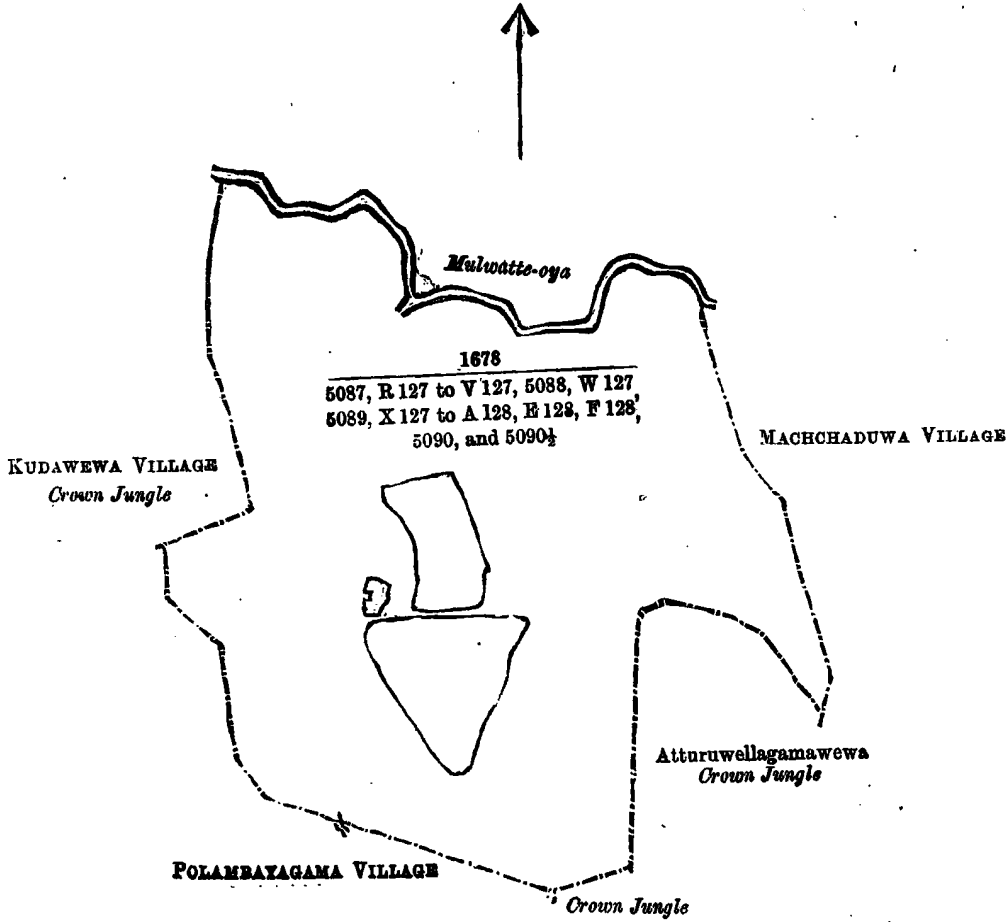 Mulwatte-oya
1678
5087, R 127 to V 127, 5088, W 127,
5089, X 127 to A 128, E 128, F 128,
5090, and 5090½
MACHCHADUWA VILLAGE
KUDAWEWA VILLAGE
Crown Jungle
Atturuwellagamawewa
Crown Jungle
POLAMBAYAGAMA VILLAGE
Crown Jungle